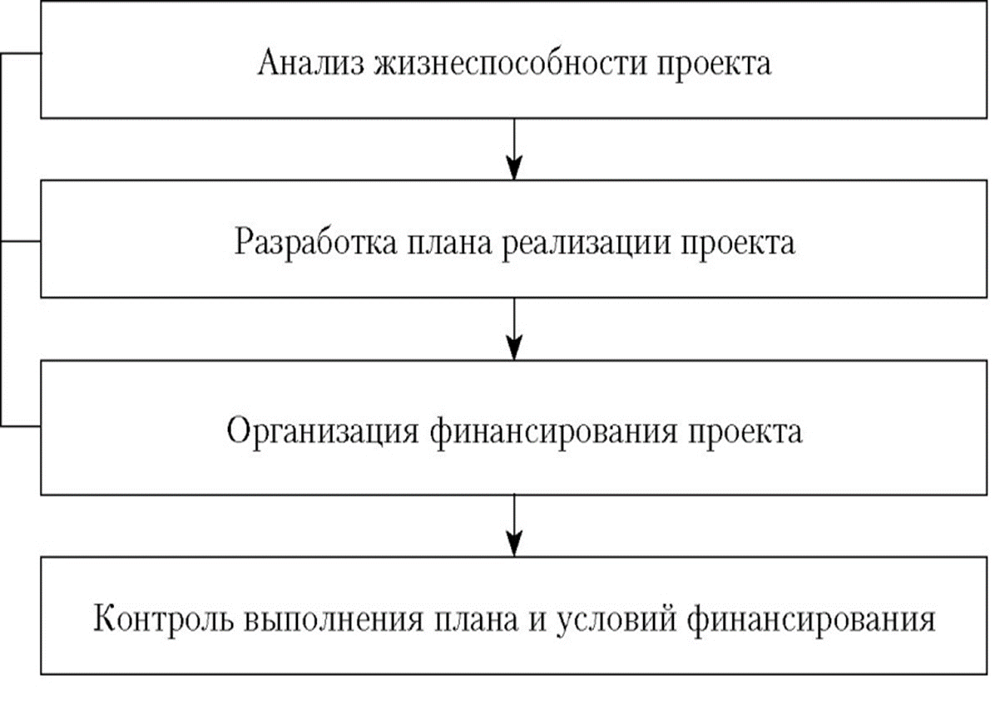 Анализ жизнеспособности проекта
Разработка плана реализации проекта
Организация финансирования проекта
Контроль выполнения плана и условий финансирования